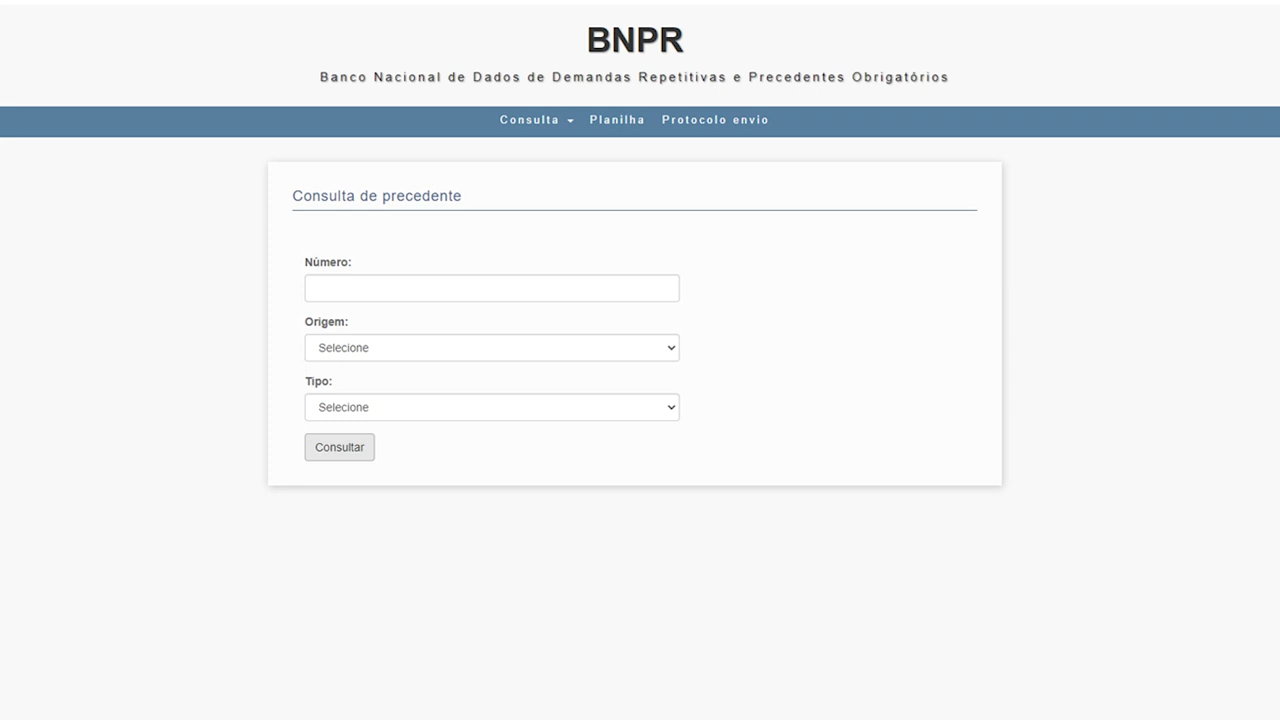 BNPR
Banco Nacional de Dados de Demandas Repetitivas e Precedentes Obrigatórios
Consulta Planilha Protocolo envio
Consulta de precedente
Número:
Origem:
Selecione
Tipo:
Selecione
Consultar